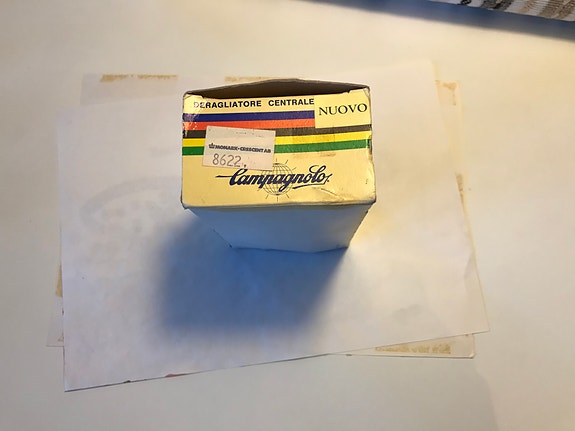 DERAGLIATORE CENTRALE
NUOVO
MONARK-CRESCENT AB
8622.
Campagnolo